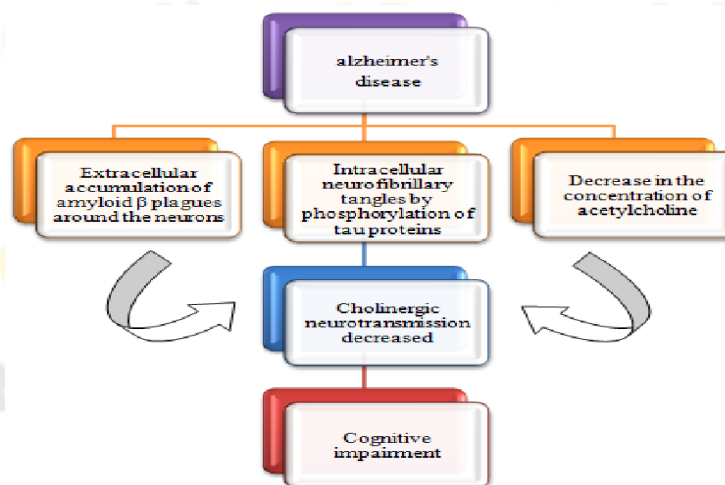 alzheimer's
disease
Extracellular
accumulation of
amyloid β plagues
around the neurons
Intracellular
neurofibrillary
tangles by
phosphorylation of
tau proteins
Decrease in the
concentration of
acetylcholine
Cholinergic
neurotransmission
decreased
Cognitive
impairment